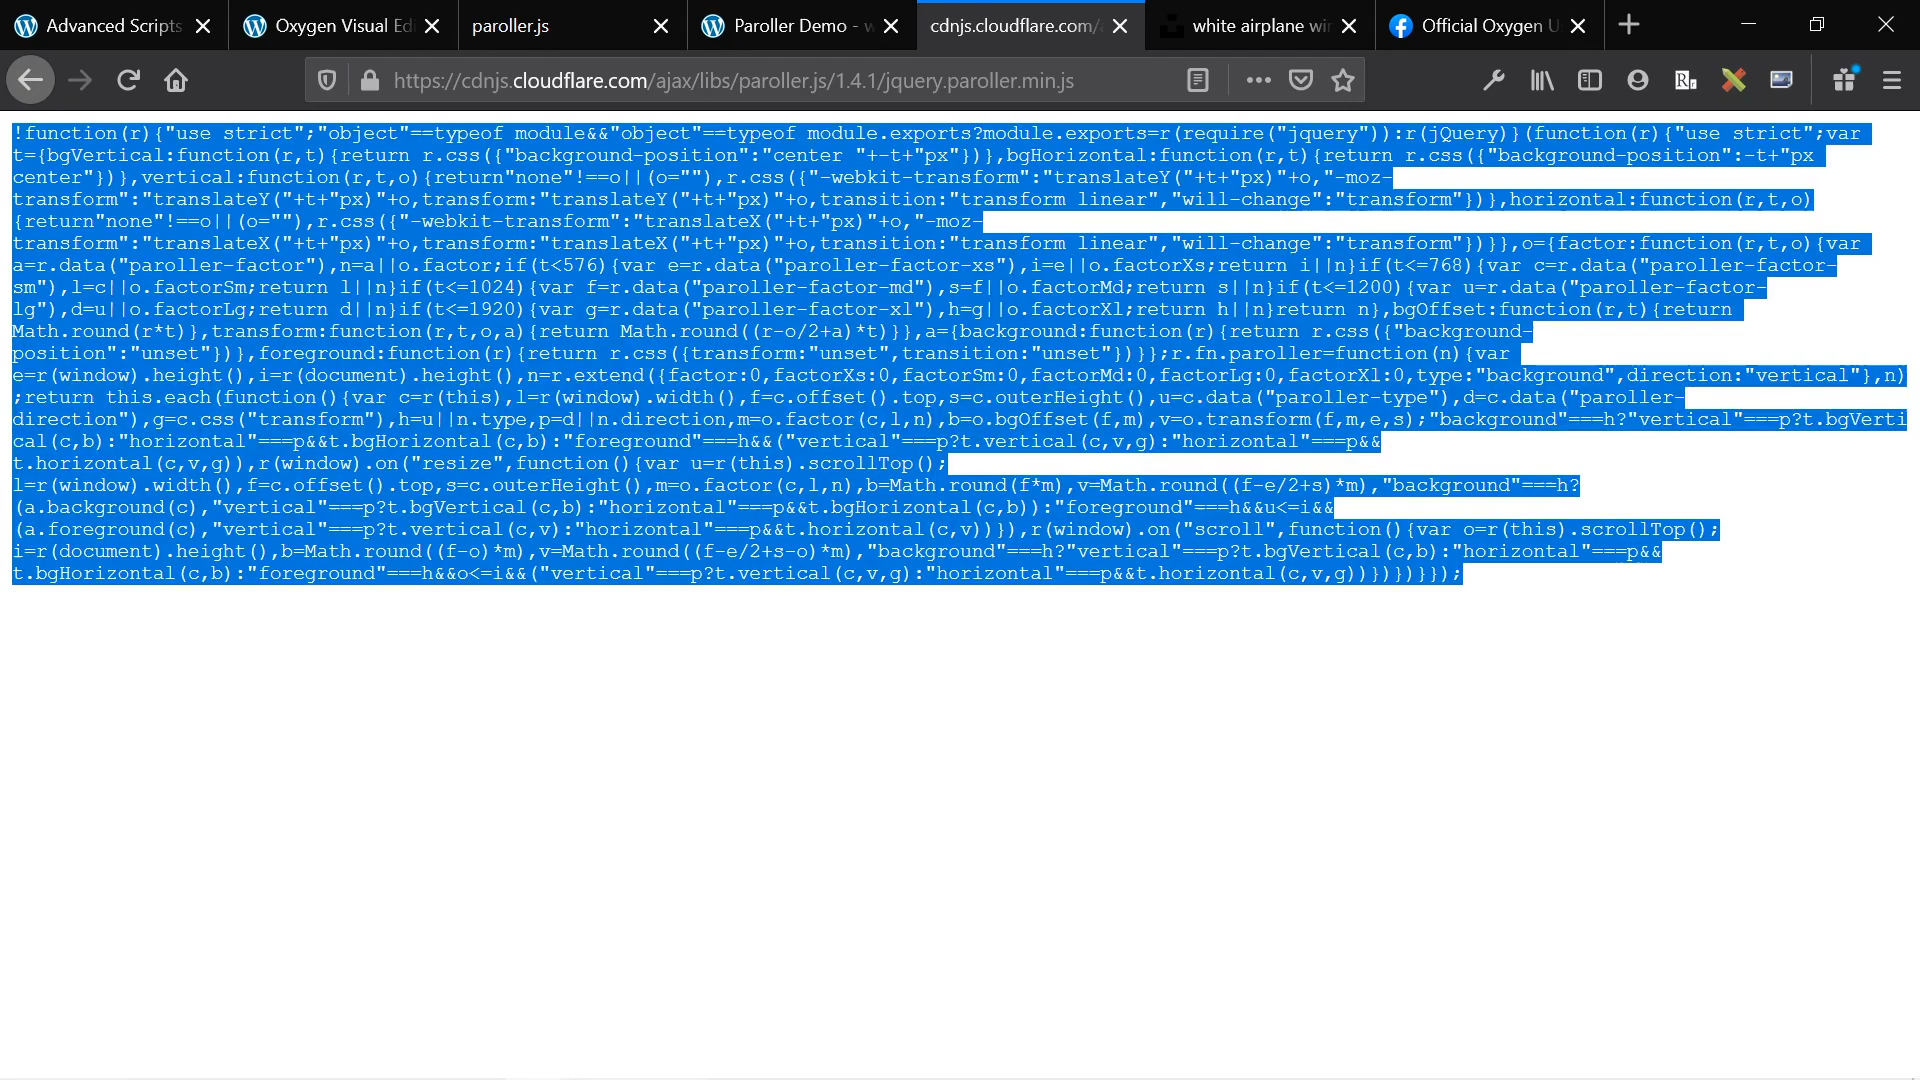 Advanced Scripts
Oxygen Visual Edi
paroller.js
Paroller Demo - w
cdnjs.cloudflare.com/a
white airplane win
Official Oxygen U
https://cdnjs.cloudflare.com/ajax/libs/paroller.js/1.4.1/jquery.paroller.min.js
!function(r){"use strict";"object"==typeof module&&"object"==typeof module.exports?module.exports=r(require("jquery")):r(jQuery)}(function(r){"use strict";var
t={bgVertical:function(r,t){return r.css({"background-position":"center "+-t+"px"})},bgHorizontal:function(r,t){return r.css({"background-position":-t+"px
center"})},vertical:function(r,t,o){return"none"!==o||(o=""),r.css({"-webkit-transform":"translateY("+t+"px)"+o,"-moz-
transform":"translateY("+t+"px)"+o,transform:"translateY("+t+"px)"+o,transition:"transform linear","will-change":"transform"})},horizontal:function(r,t,o)
{return"none"!==o||(o=""),r.css({"-webkit-transform":"translateX("+t+"px)"+o,"-moz-
transform":"translateX("+t+"px)"+o,transform:"translateX("+t+"px)"+o,transition:"transform linear","will-change":"transform"})}},o={factor:function(r,t,o){var
a=r.data("paroller-factor"),n=a||o.factor;if(t<576){var e=r.data("paroller-factor-xs"),i=e||o.factorXs;return i||n}if(t<=768){var c=r.data("paroller-factor-
sm"),l=c||o.factorSm;return l||n}if(t<=1024){var f=r.data("paroller-factor-md"),s=f||o.factorMd;return s||n}if(t<=1200){var u=r.data("paroller-factor-
lg"),d=u||o.factorLg;return d||n}if(t<=1920){var g=r.data("paroller-factor-xl"),h=g||o.factorXl;return h||n}return n},bgOffset:function(r,t){return
Math.round(r*t)},transform:function(r,t,o,a){return Math.round((r-o/2+a)*t)}},a={background:function(r){return r.css({"background-
position":"unset"})},foreground:function(r){return r.css({transform:"unset",transition:"unset"})}};r.fn.paroller=function(n){var
e=r(window).height(),i=r(document).height(),n=r.extend({factor:0,factorXs:0,factorSm:0,factorMd:0,factorLg:0,factorXl:0,type:"background",direction:"vertical"},n)
;return this.each(function(){var c=r(this),l=r(window).width(),f=c.offset().top,s=c.outerHeight(),u=c.data("paroller-type"),d=c.data("paroller-
direction"),g=c.css("transform"),h=u||n.type,p=d||n.direction,m=o.factor(c,l,n),b=o.bgOffset(f,m),v=o.transform(f,m,e,s);"background"===h?"vertical"===p?t.bgVerti
cal(c,b):"horizontal"===p&&t.bgHorizontal(c,b):"foreground"===h&&("vertical"===p?t.vertical(c,v,g):"horizontal"===p&&
t.horizontal(c,v,g)),r(window).on("resize",function(){var u=r(this).scrollTop();
l=r(window).width(),f=c.offset().top,s=c.outerHeight(),m=o.factor(c,l,n),b=Math.round(f*m),v=Math.round((f-e/2+s)*m),"background"===h?
(a.background(c),"vertical"===p?t.bgVertical(c,b):"horizontal"===p&&t.bgHorizontal(c,b)):"foreground"===h&&u<=i&&
(a.foreground(c),"vertical"===p?t.vertical(c,v):"horizontal"===p&&t.horizontal(c,v))}),r(window).on("scroll",function(){var o=r(this).scrollTop();
i=r(document).height(),b=Math.round((f-o)*m),v=Math.round((f-e/2+s-o)*m),"background"===h?"vertical"===p?t.bgVertical(c,b):"horizontal"===p&&
t.bgHorizontal(c,b):"foreground"===h&&o<=i&&("vertical"===p?t.vertical(c,v,g):"horizontal"===p&&t.horizontal(c,v,g))})})}});